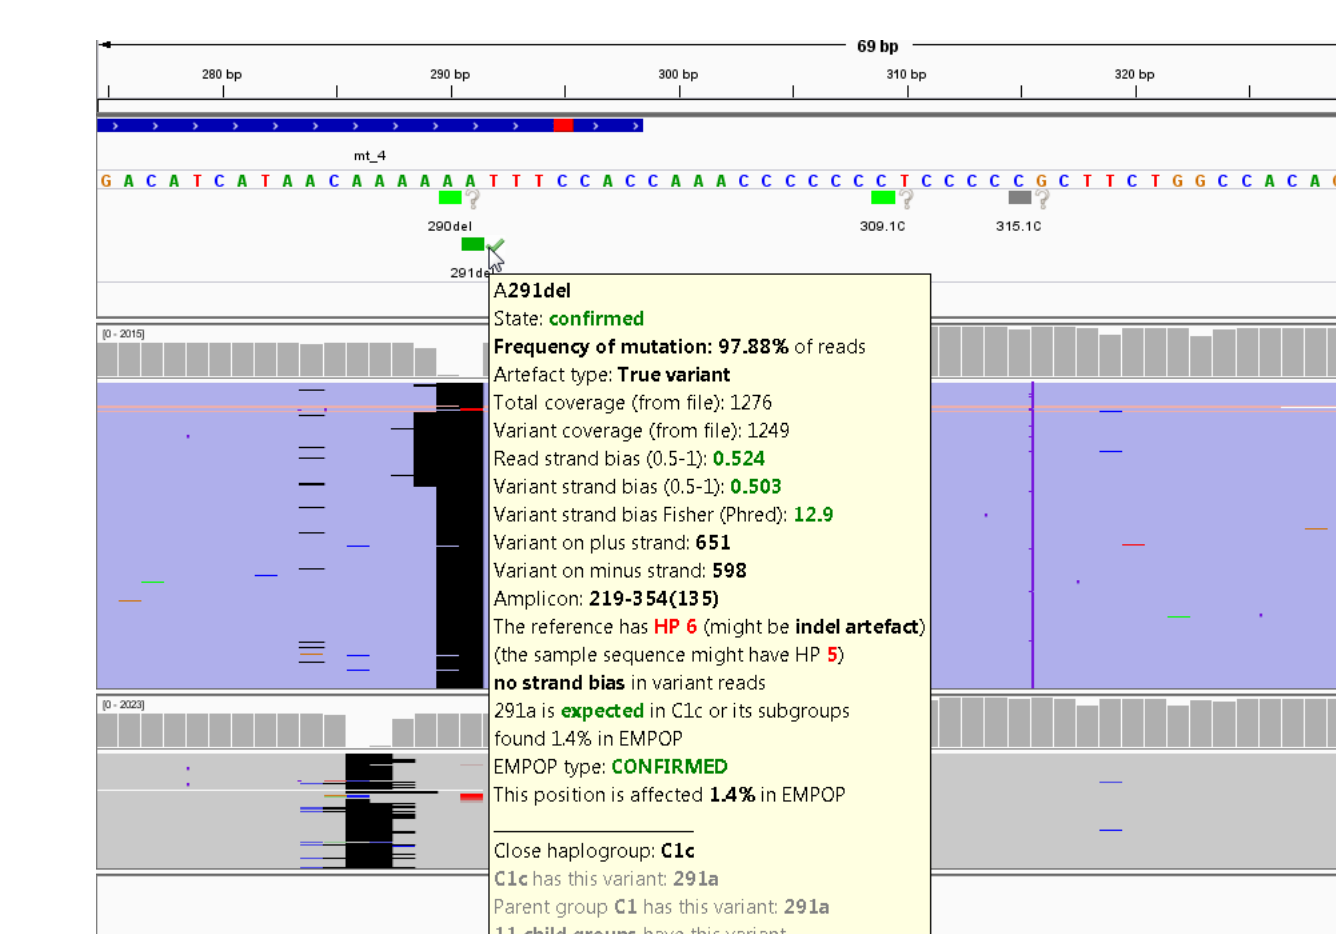 69 bp
280 bp 290 bp 300 bp 310 bp 320 bp
mt_4
G A C A T C A T A A C A A A A A A T T T C C A C C A A A C C C C C C C T C C C C C G C T T C T G G C C A C A G
290del ? 309.1C ? 315.1C ?
291de
A291del
State: confirmed
Frequency of mutation: 97.88% of reads
Artefact type: True variant
Total coverage (from file): 1276
Variant coverage (from file): 1249
Read strand bias (0.5-1): 0.524
Variant strand bias (0.5-1): 0.503
Variant strand bias Fisher (Phred): 12.9
Variant on plus strand: 651
Variant on minus strand: 598
Amplicon: 219-354(135)
The reference has HP 6 (might be indel artefact)
(the sample sequence might have HP 5)
no strand bias in variant reads
291a is expected in C1c or its subgroups
found 1.4% in EMPOP
EMPOP type: CONFIRMED
This position is affected 1.4% in EMPOP
Close haplogroup: C1c
C1c has this variant: 291a
Parent group C1 has this variant: 291a
11 child groups have this variant
[0 - 2015]
[0 - 2023]